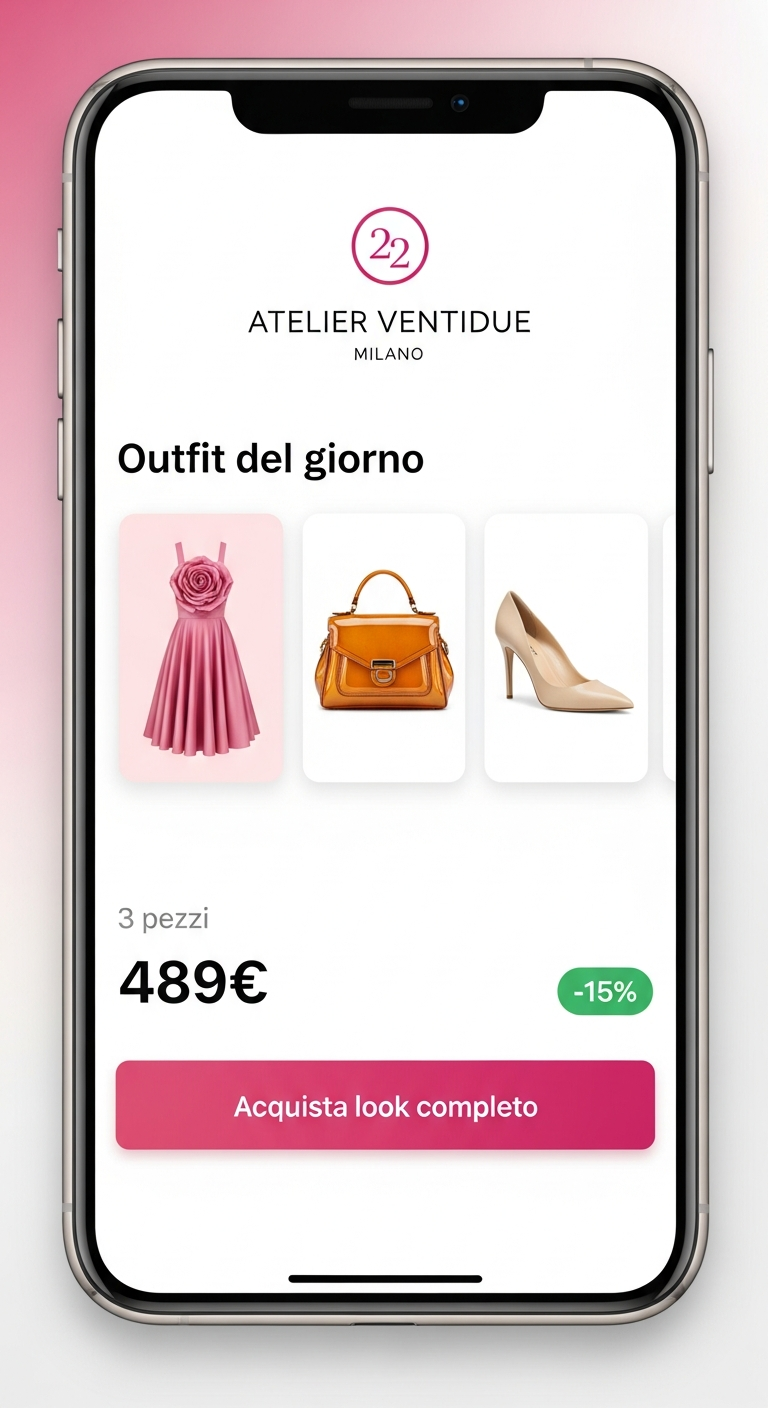 22
ATELIER VENTIDUE
MILANO
Outfit del giorno
3 pezzi
489€
-15%
Acquista look completo